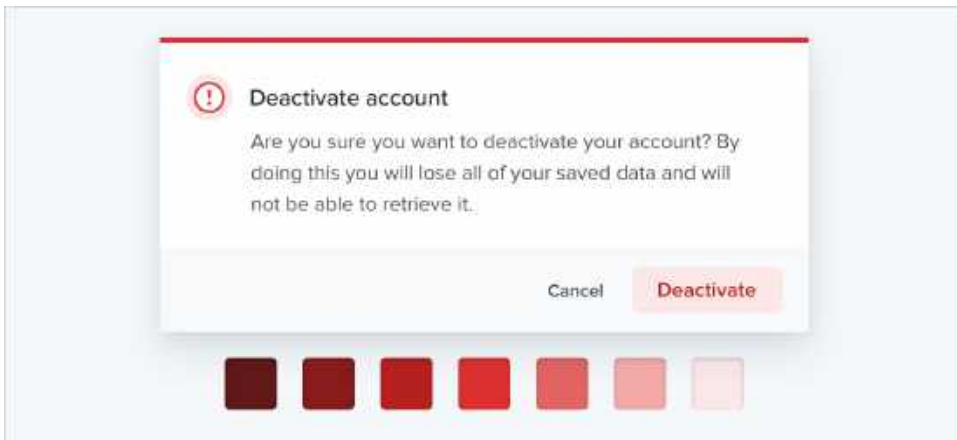 Deactivate account
Are you sure you want to deactivate your account? By
doing this you will lose all of your saved data and will
not be able to retrieve it.
Cancel
Deactivate